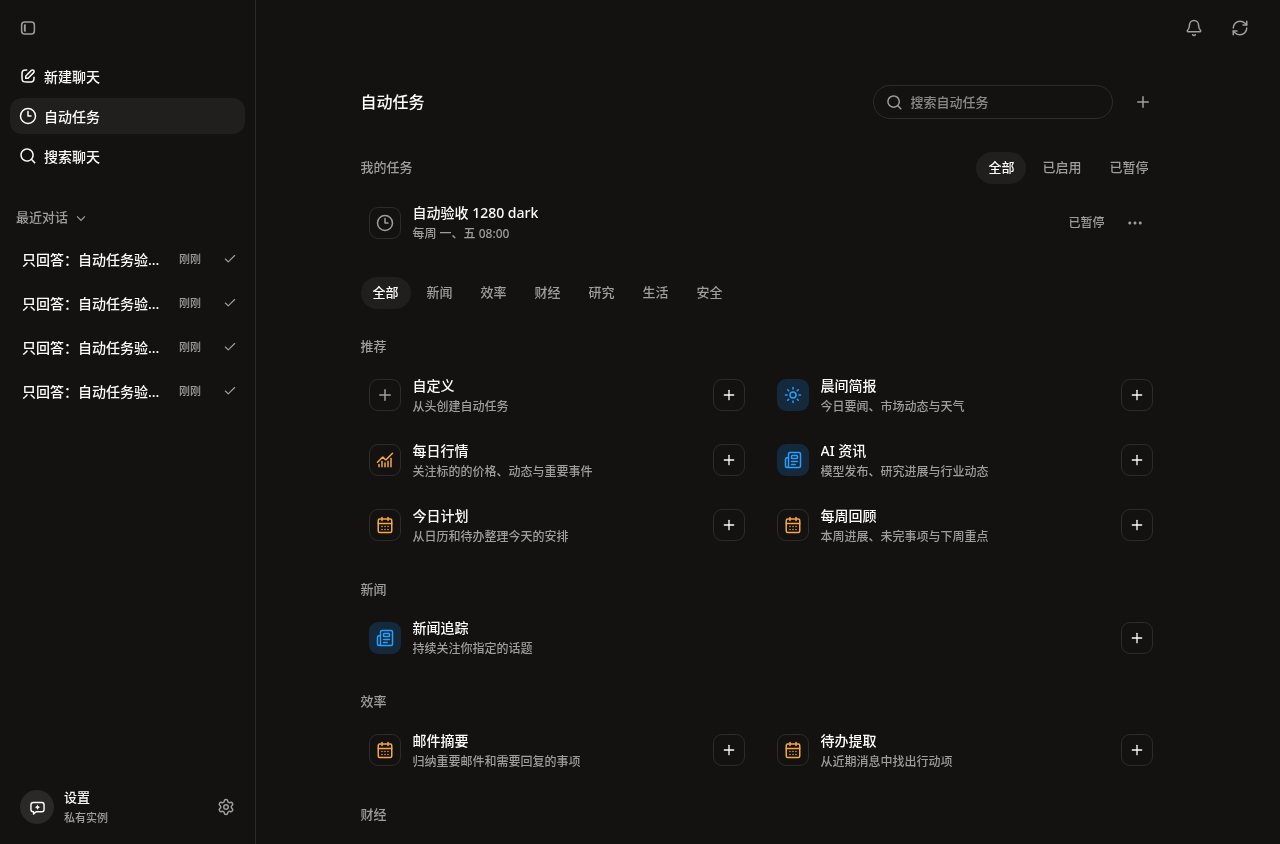 新建聊天
自动任务
搜索聊天
最近对话
只回答：自动任务验... 刚刚
只回答：自动任务验... 刚刚
只回答：自动任务验... 刚刚
只回答：自动任务验... 刚刚
设置
私有实例
自动任务
搜索自动任务
我的任务
全部 已启用 已暂停
自动验收 1280 dark
每周 一、五 08:00
已暂停
全部 新闻 效率 财经 研究 生活 安全
推荐
自定义
从头创建自动任务
晨间简报
今日要闻、市场动态与天气
每日行情
关注标的的价格、动态与重要事件
AI 资讯
模型发布、研究进展与行业动态
今日计划
从日历和待办整理今天的安排
每周回顾
本周进展、未完事项与下周重点
新闻
新闻追踪
持续关注你指定的话题
效率
邮件摘要
归纳重要邮件和需要回复的事项
待办提取
从近期消息中找出行动项
财经